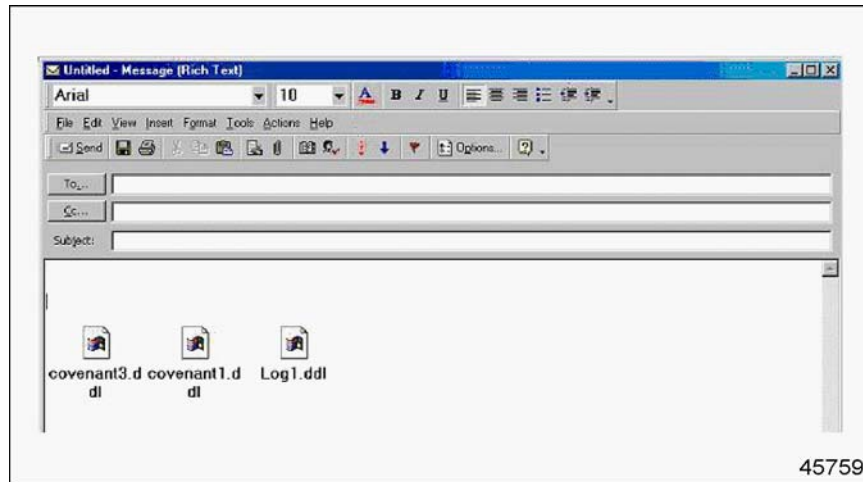 Untitled - Message (Rich Text)
Arial 10 A B I U
File Edit View Insert Format Tools Actions Help
Send Options...
To...
Cc...
Subject:
covenant3.d
dl
covenant1.d
dl
Log1.ddl
45759